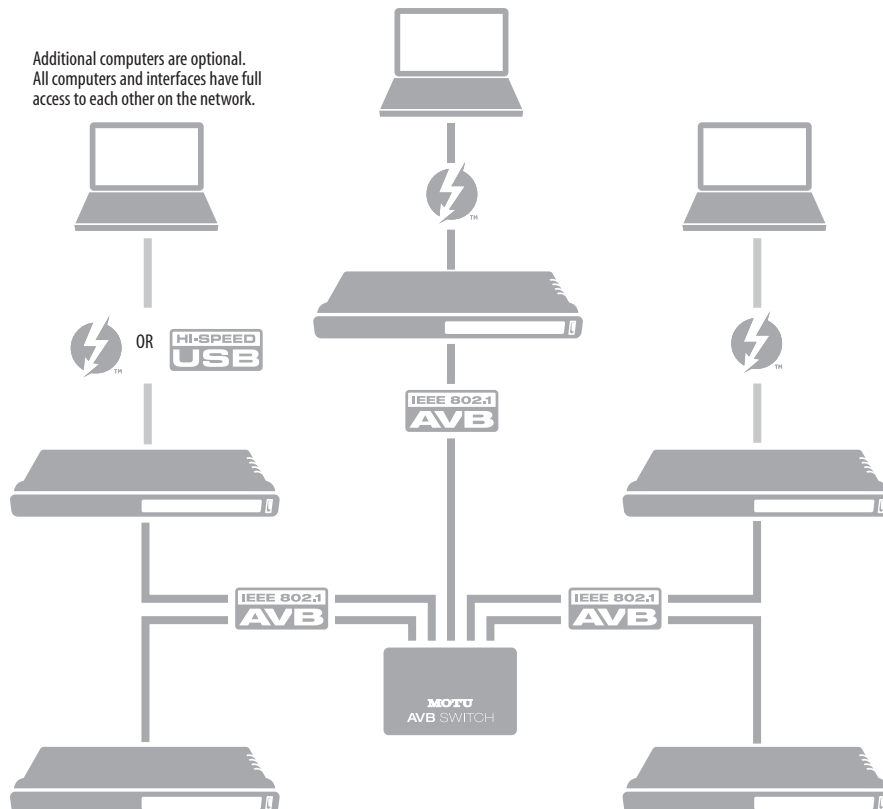 Additional computers are optional.
All computers and interfaces have full
access to each other on the network.
TM
OR
HI-SPEED
USB
TM
TM
IEEE 802.1
AVB
IEEE 802.1
AVB
IEEE 802.1
AVB
MOTU
AVB SWITCH